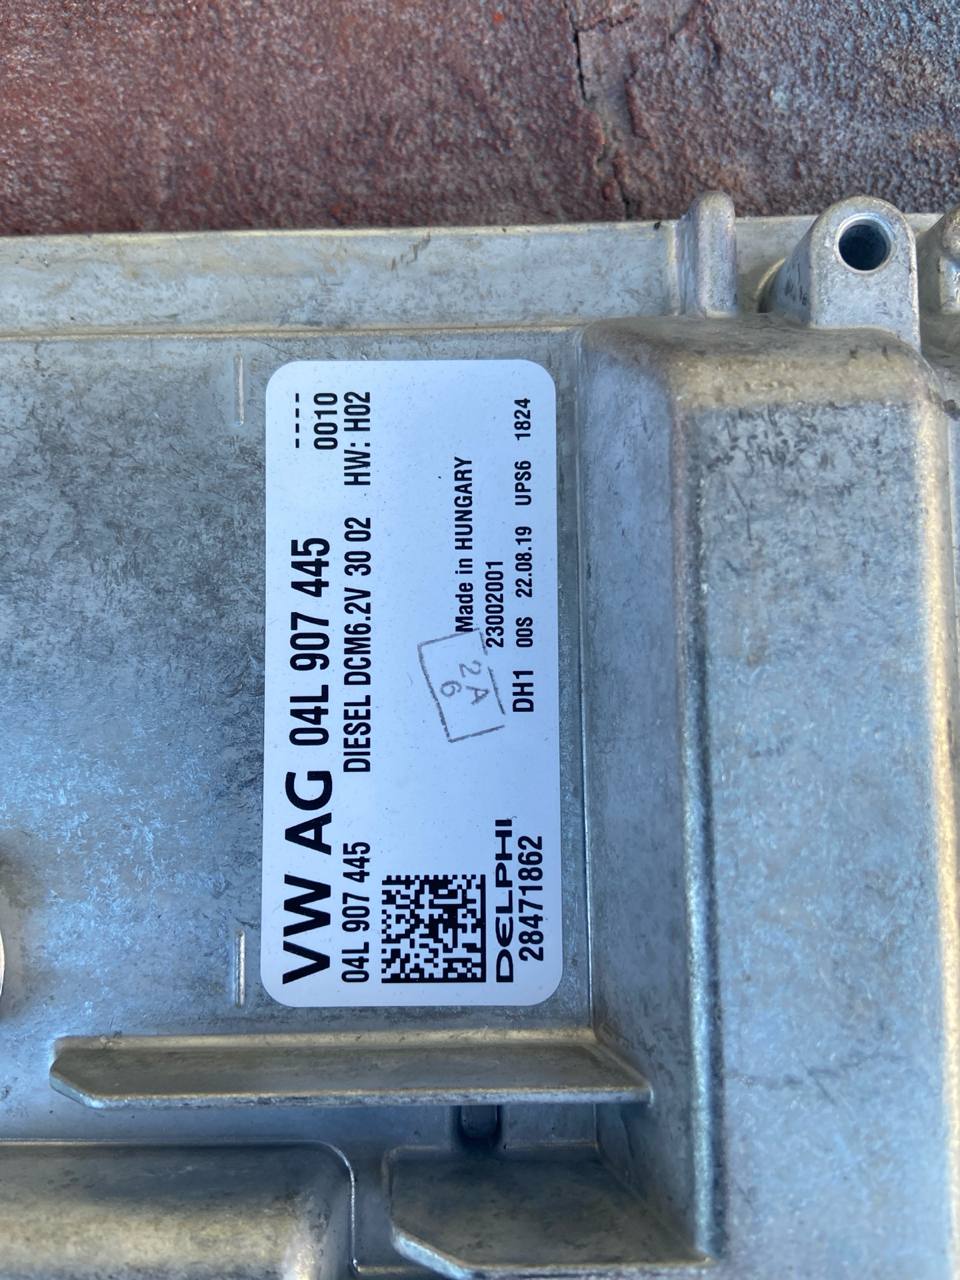 VW AG 04L 907 445 ----
04L 907 445 0010
DIESEL DCM6.2V 30 02 HW: H02
Made in HUNGARY
2A
6
23002001
DELPHI
28471862
DH1 00S 22.08.19 UPS6 1824